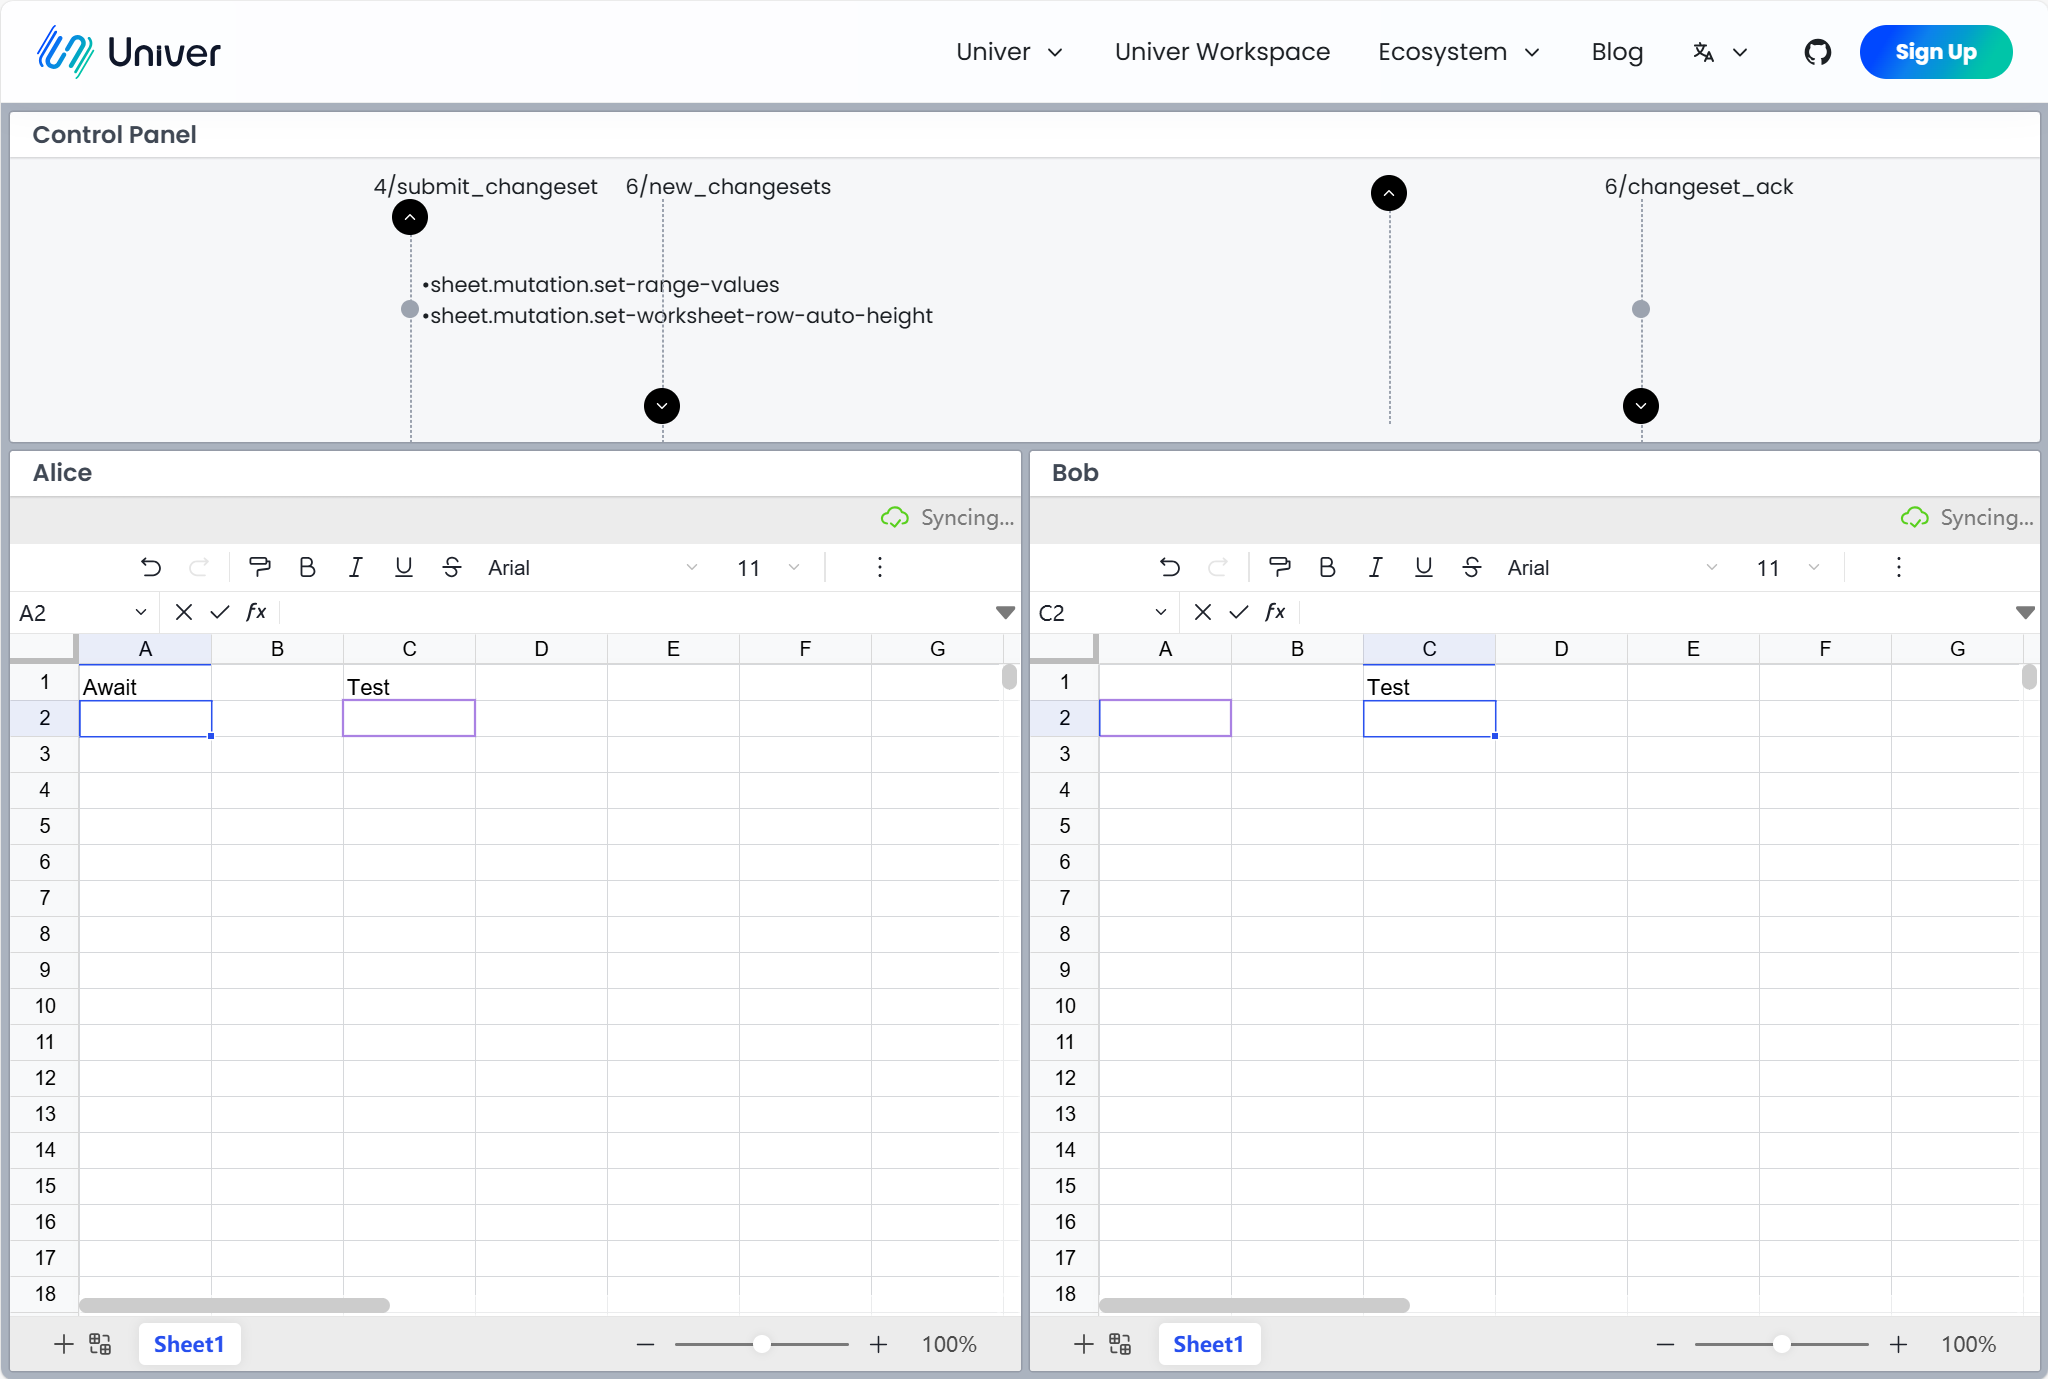 Univer
Univer Univer Workspace Ecosystem Blog Sign Up
Control Panel
4/submit_changeset 6/new_changesets 6/changeset_ack
•sheet.mutation.set-range-values
•sheet.mutation.set-worksheet-row-auto-height
Alice
Syncing...
B I U S Arial 11
A2 fx
A B C D E F G
1 Await Test
2
3
4
5
6
7
8
9
10
11
12
13
14
15
16
17
18
Sheet1 100%
Bob
Syncing...
B I U S Arial 11
C2 fx
A B C D E F G
1 Test
2
3
4
5
6
7
8
9
10
11
12
13
14
15
16
17
18
Sheet1 100%